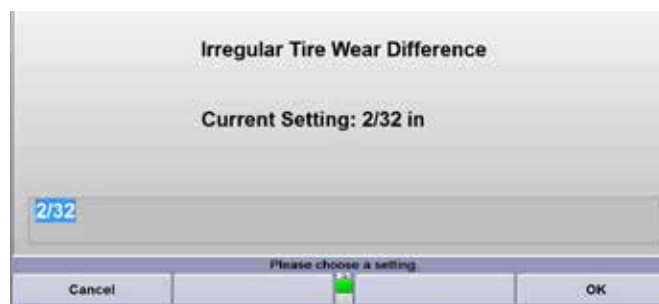 Irregular Tire Wear Difference
Current Setting: 2/32 in
2/32
Please choose a setting
Cancel
OK